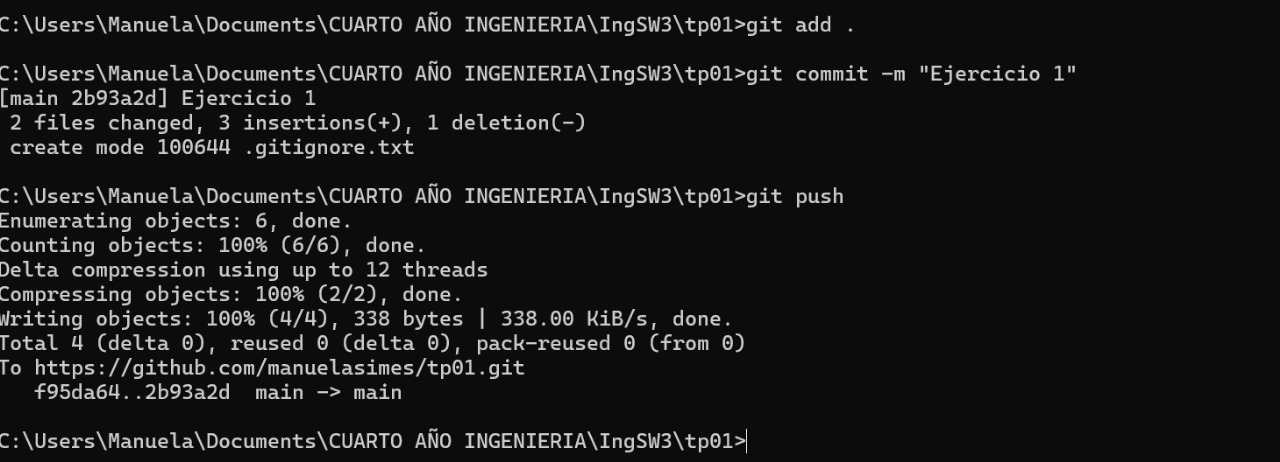 C:\Users\Manuela\Documents\CUARTO AÑO INGENIERIA\IngSW3\tp01>git add .
C:\Users\Manuela\Documents\CUARTO AÑO INGENIERIA\IngSW3\tp01>git commit -m "Ejercicio 1"
[main 2b93a2d] Ejercicio 1
 2 files changed, 3 insertions(+), 1 deletion(-)
 create mode 100644 .gitignore.txt
C:\Users\Manuela\Documents\CUARTO AÑO INGENIERIA\IngSW3\tp01>git push
Enumerating objects: 6, done.
Counting objects: 100% (6/6), done.
Delta compression using up to 12 threads
Compressing objects: 100% (2/2), done.
Writing objects: 100% (4/4), 338 bytes | 338.00 KiB/s, done.
Total 4 (delta 0), reused 0 (delta 0), pack-reused 0 (from 0)
To https://github.com/manuelasimes/tp01.git
   f95da64..2b93a2d  main -> main
C:\Users\Manuela\Documents\CUARTO AÑO INGENIERIA\IngSW3\tp01>